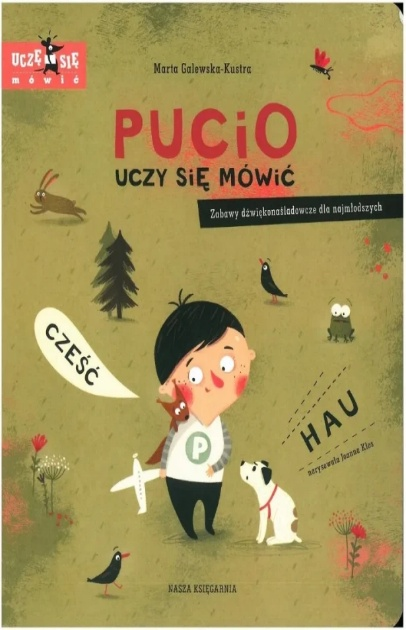 UCZĘ SIĘ
mówić
Marta Galewska-Kustra
PUCiO
UCZY SiĘ MÓWiĆ
Zabawy dźwiękonaśladowcze dla najmłodszych
CZEŚĆ
HAU
narysowała Joanna Kłos
P
NASZA KSIĘGARNIA